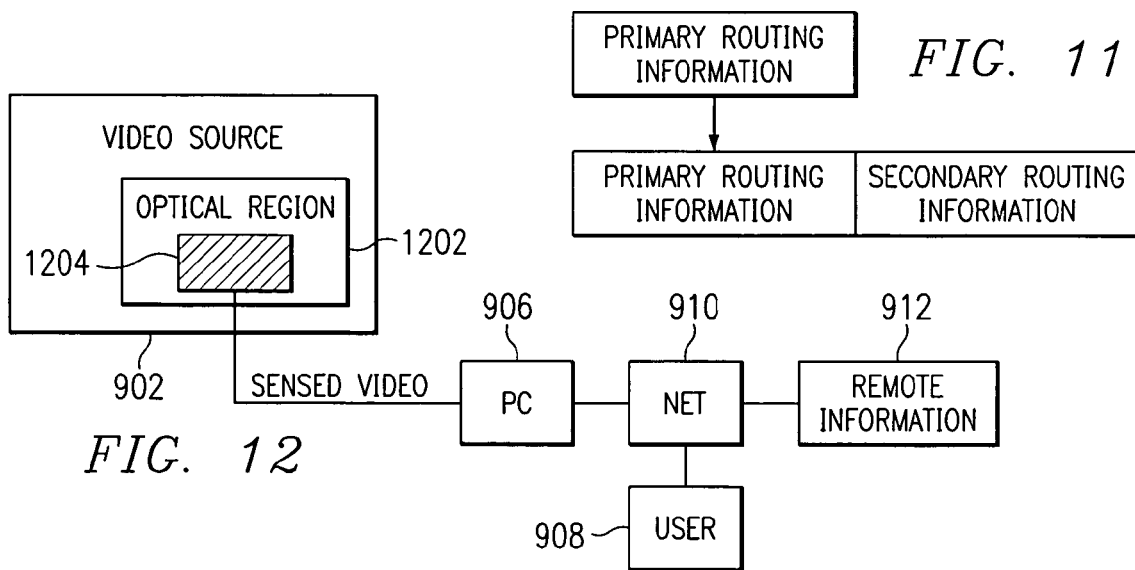 PRIMARY ROUTING
INFORMATION
FIG. 11
PRIMARY ROUTING
INFORMATION
SECONDARY ROUTING
INFORMATION
VIDEO SOURCE
OPTICAL REGION
1204
1202
902
SENSED VIDEO
906
PC
910
NET
912
REMOTE
INFORMATION
908
USER
FIG. 12